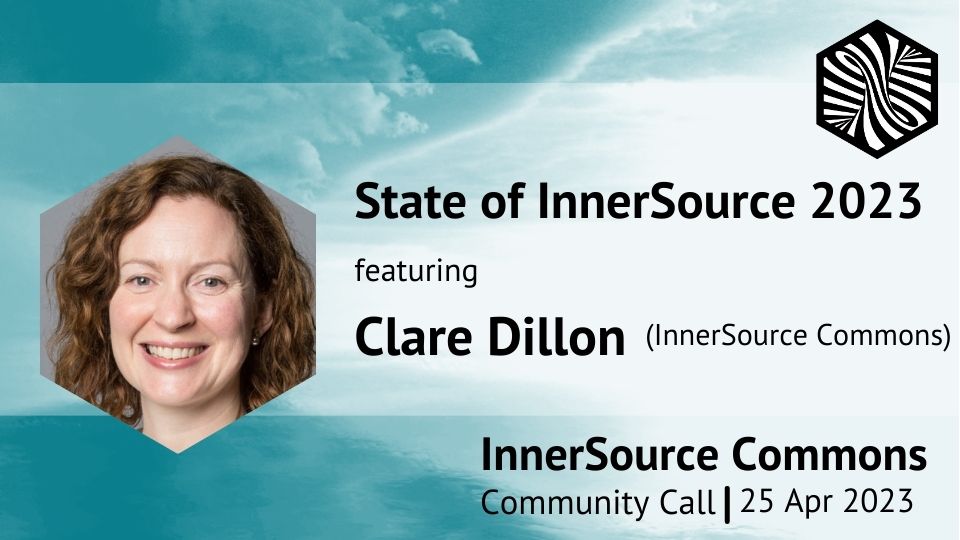 State of InnerSource 2023
featuring
Clare Dillon (InnerSource Commons)
InnerSource Commons
Community Call | 25 Apr 2023